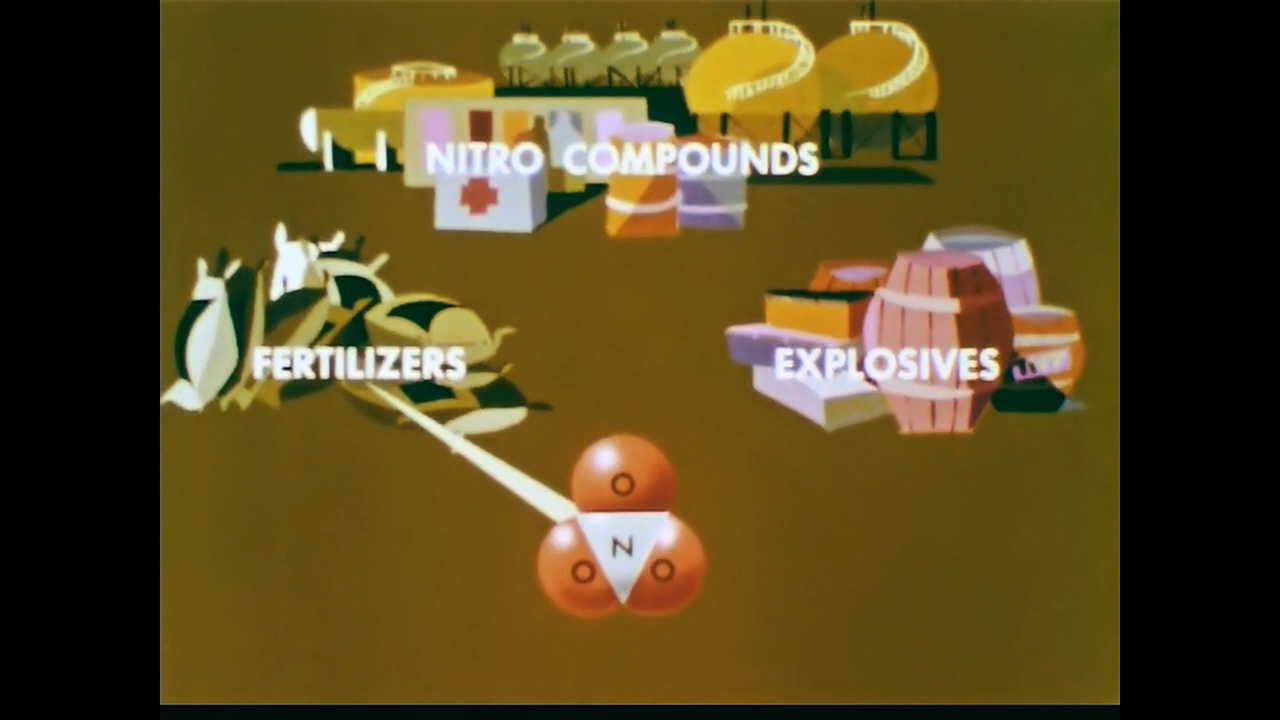 NITRO COMPOUNDS
FERTILIZERS
EXPLOSIVES
O
N
O O